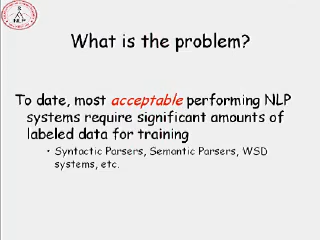 What is the problem?
To date, most acceptable performing NLP
systems require significant amounts of
labeled data for training
• Syntactic Parsers, Semantic Parsers, WSD
systems, etc.